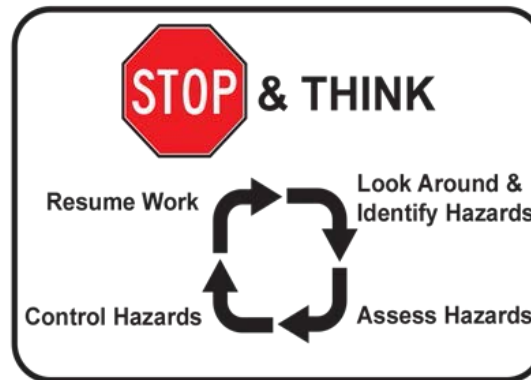 STOP & THINK
Resume Work
Look Around &
Identify Hazards
Control Hazards
Assess Hazards